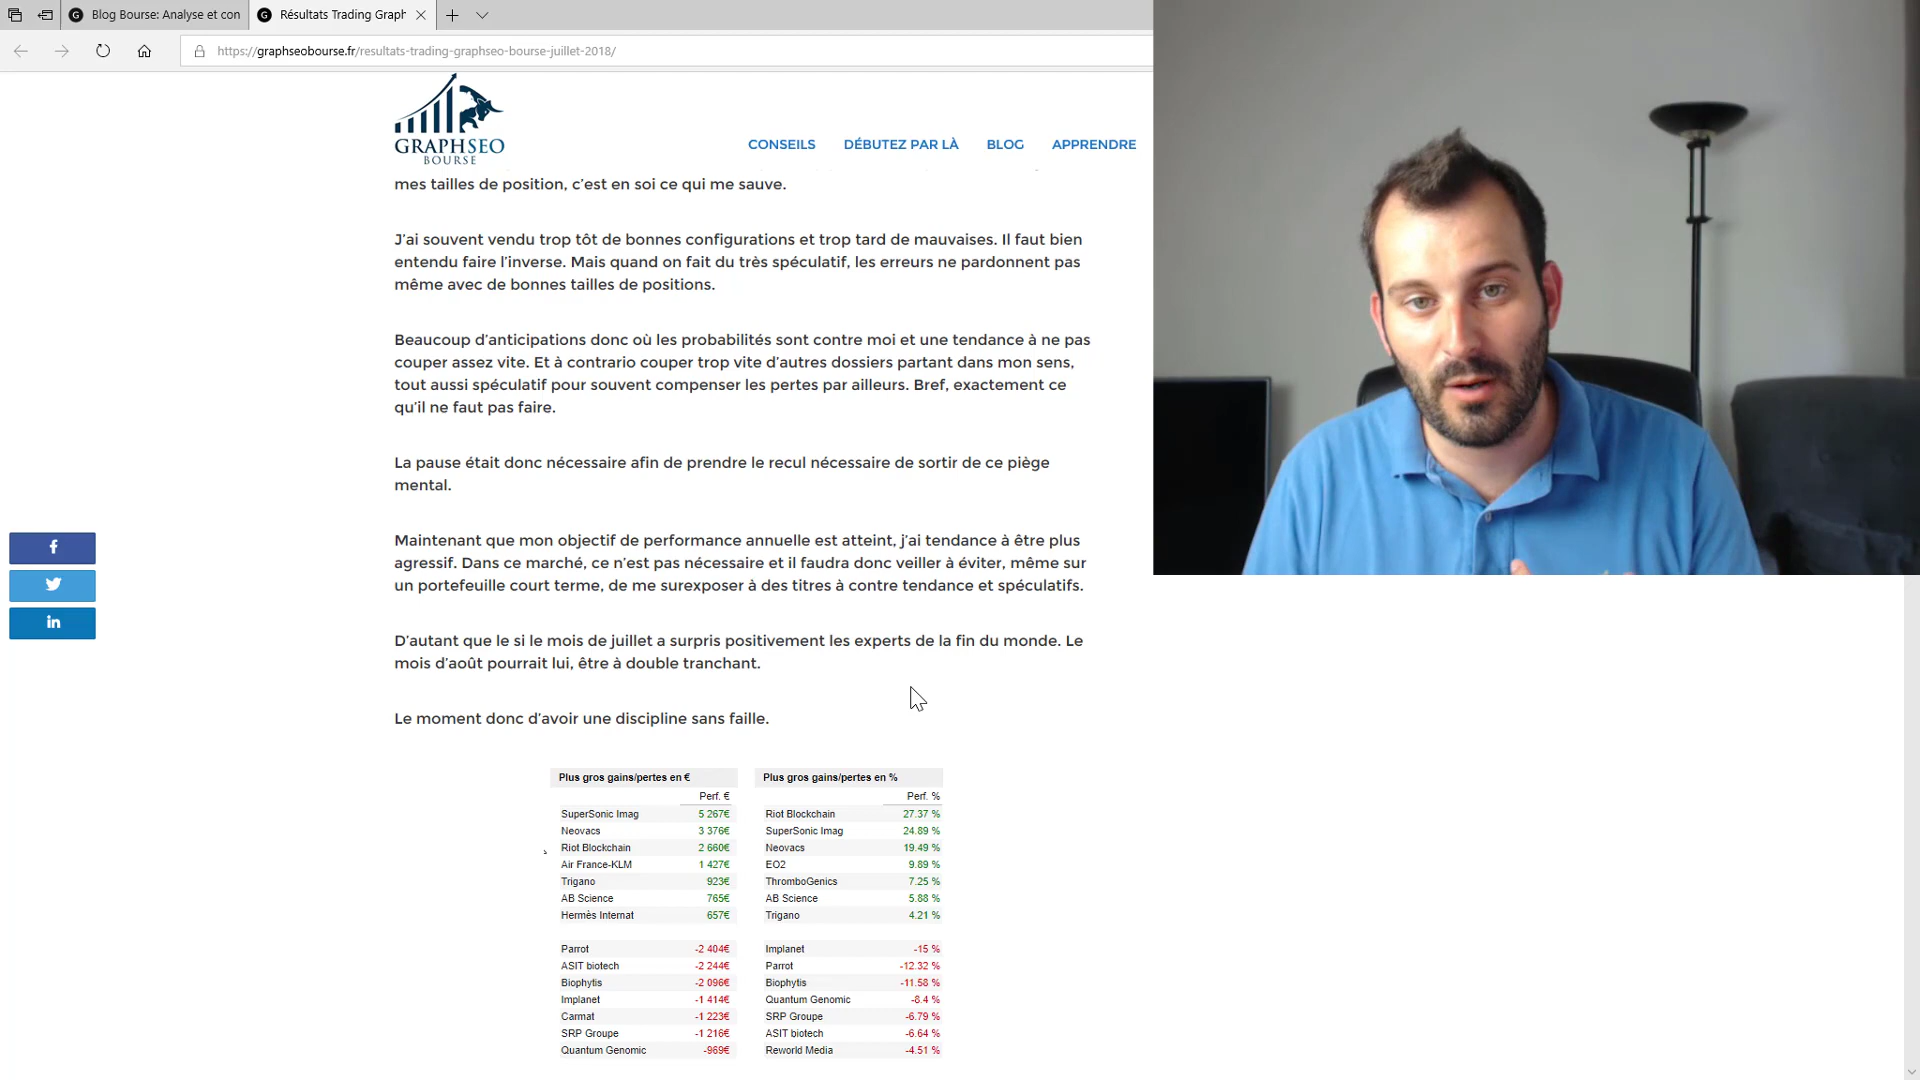 Blog Bourse: Analyse et con
Résultats Trading Graph
https://graphseobourse.fr/resultats-trading-graphseo-bourse-juillet-2018/
GRAPHSEO
BOURSE
CONSEILS
DÉBUTEZ PAR LÀ
BLOG
APPRENDRE
mes tailles de position, c'est en soi ce qui me sauve.
J'ai souvent vendu trop tôt de bonnes configurations et trop tard de mauvaises. Il faut bien
entendu faire l'inverse. Mais quand on fait du très spéculatif, les erreurs ne pardonnent pas
même avec de bonnes tailles de positions.
Beaucoup d'anticipations donc où les probabilités sont contre moi et une tendance à ne pas
couper assez vite. Et à contrario couper trop vite d'autres dossiers partant dans mon sens,
tout aussi spéculatif pour souvent compenser les pertes par ailleurs. Bref, exactement ce
qu'il ne faut pas faire.
La pause était donc nécessaire afin de prendre le recul nécessaire de sortir de ce piège
mental.
Maintenant que mon objectif de performance annuelle est atteint, j'ai tendance à être plus
agressif. Dans ce marché, ce n'est pas nécessaire et il faudra donc veiller à éviter, même sur
un portefeuille court terme, de me surexposer à des titres à contre tendance et spéculatifs.
D'autant que le si le mois de juillet a surpris positivement les experts de la fin du monde. Le
mois d'août pourrait lui, être à double tranchant.
Le moment donc d'avoir une discipline sans faille.
Plus gros gains/pertes en €
Perf. €
SuperSonic Imag 5 267€
Neovacs 3 376€
Riot Blockchain 2 660€
Air France-KLM 1 427€
Trigano 923€
AB Science 765€
Hermès Internat 657€
Parrot -2 404€
ASIT biotech -2 244€
Biophytis -2 096€
Implanet -1 414€
Carmat -1 223€
SRP Groupe -1 216€
Quantum Genomic -969€
Plus gros gains/pertes en %
Perf. %
Riot Blockchain 27.37 %
SuperSonic Imag 24.89 %
Neovacs 19.49 %
EO2 9.89 %
ThromboGenics 7.25 %
AB Science 5.88 %
Trigano 4.21 %
Implanet -15 %
Parrot -12.32 %
Biophytis -11.58 %
Quantum Genomic -8.4 %
SRP Groupe -6.79 %
ASIT biotech -6.64 %
Reworld Media -4.51 %